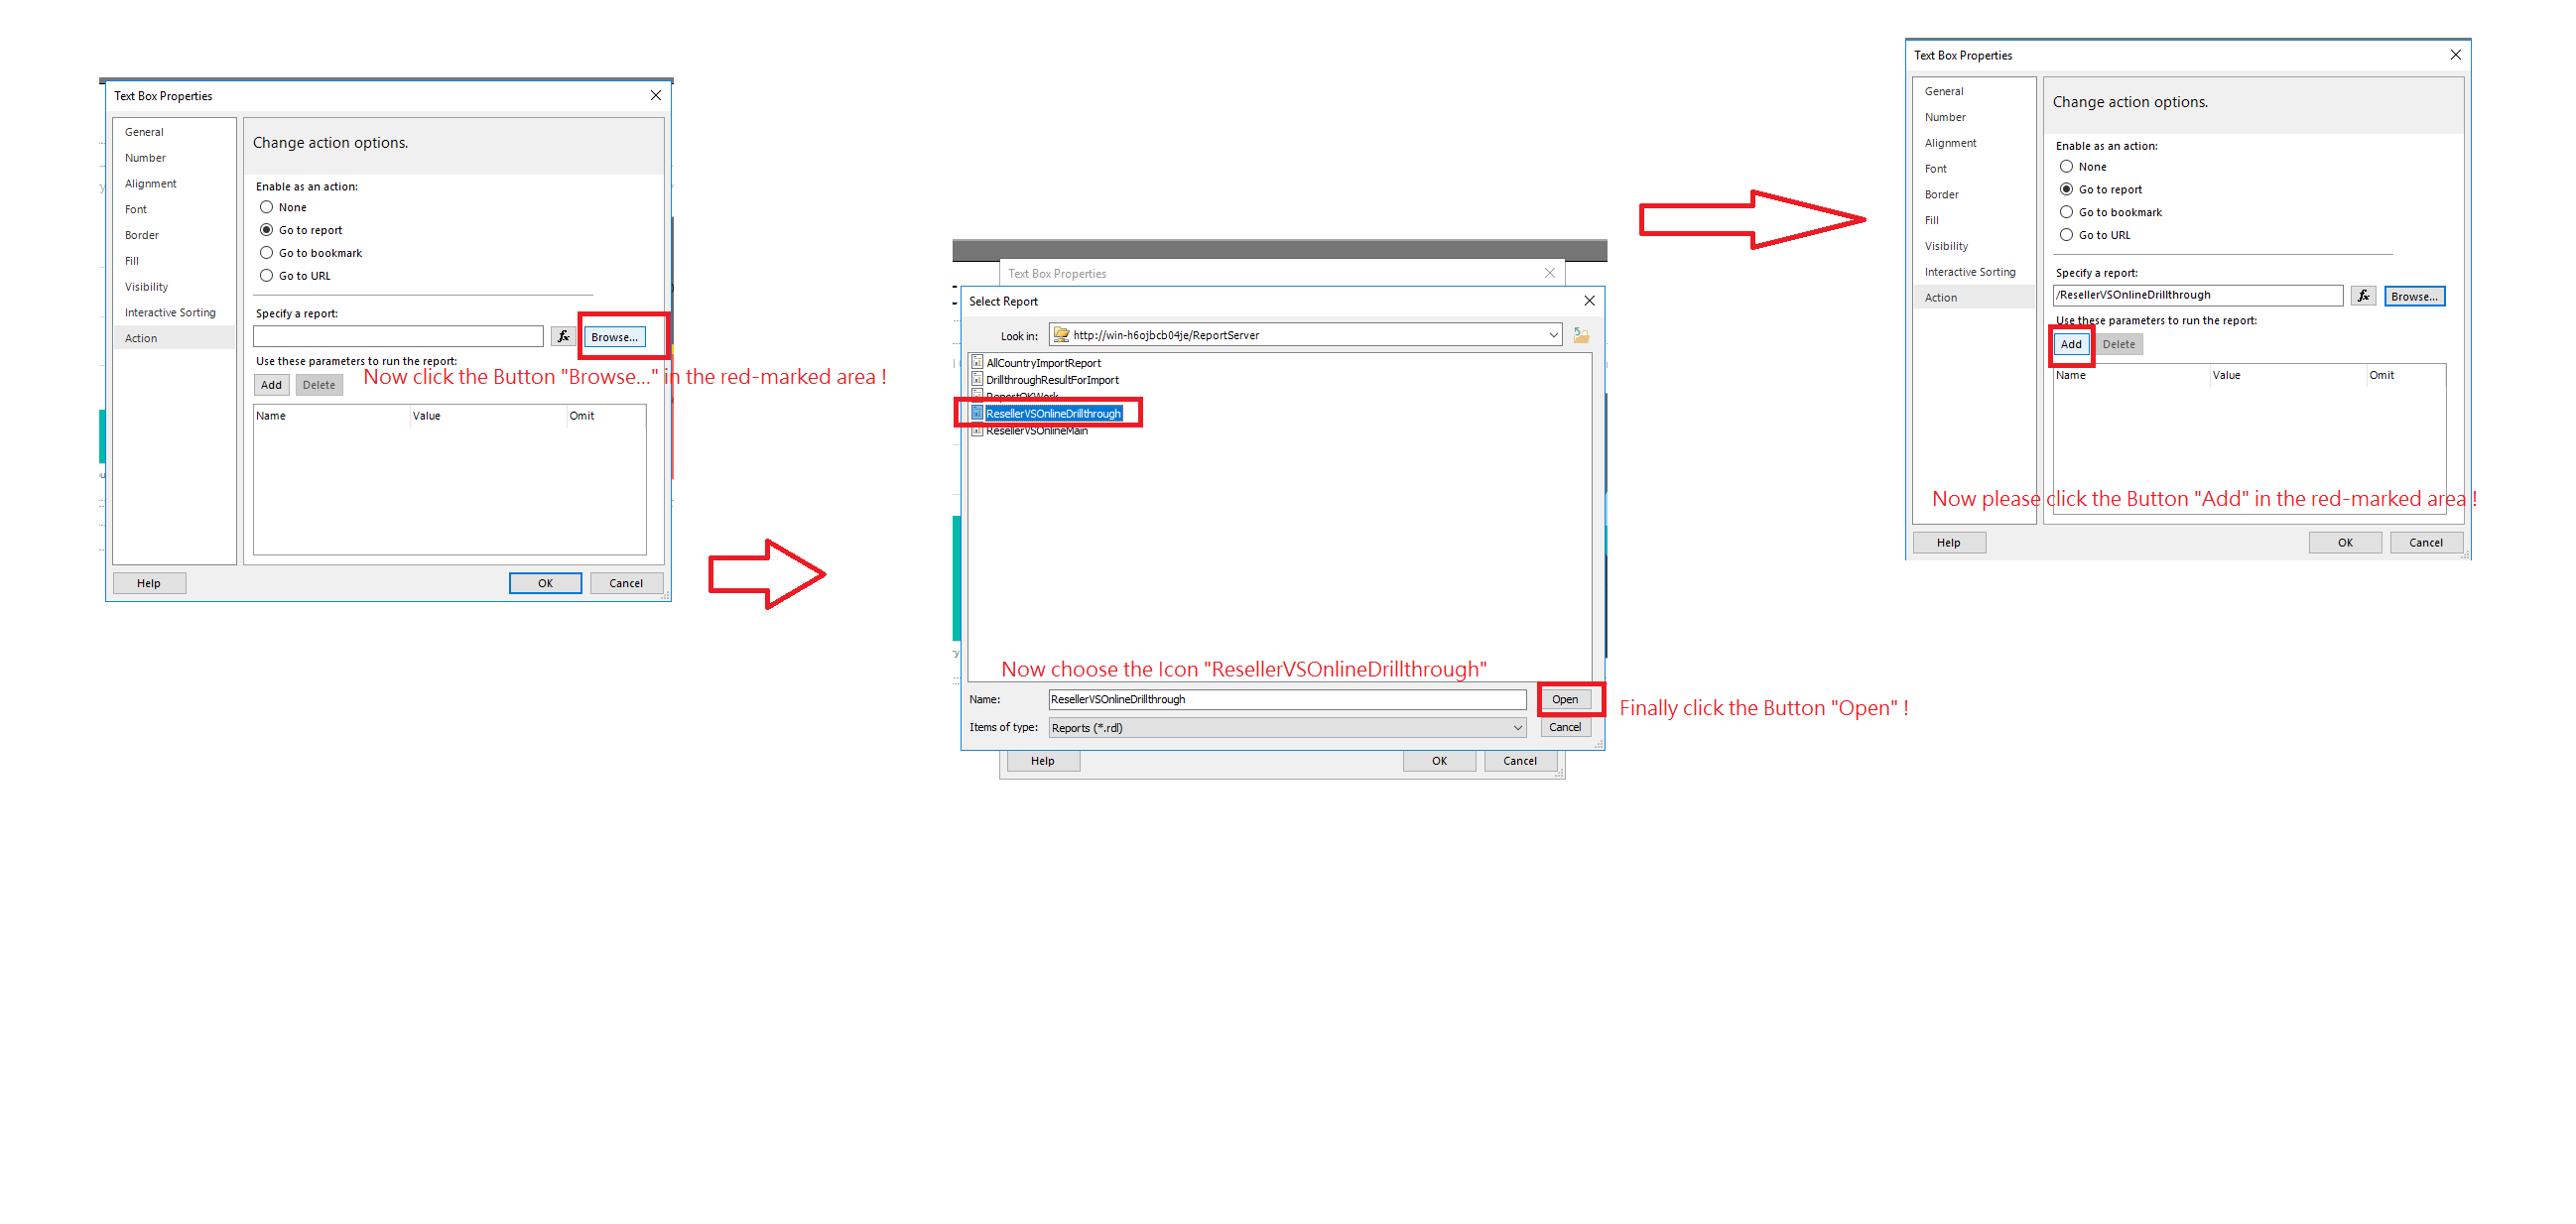 Text Box Properties
General
Number
Alignment
Font
Border
Fill
Visibility
Interactive Sorting
Action
Change action options.
Enable as an action:
None
Go to report
Go to bookmark
Go to URL
Specify a report:
fx
Browse...
Use these parameters to run the report:
Add
Delete
Now click the Button "Browse..." in the red-marked area !
Name Value Omit
Help
OK
Cancel
Text Box Properties
Select Report
Look in:
http://win-h6ojbcb04je/ReportServer
AllCountryImportReport
DrillthroughResultForImport
ReportOKWork
ResellerVSOnlineDrillthrough
ResellerVSOnlineMain
Now choose the Icon "ResellerVSOnlineDrillthrough"
Name:
ResellerVSOnlineDrillthrough
Open
Finally click the Button "Open" !
Items of type:
Reports (*.rdl)
Cancel
Help
OK
Cancel
Text Box Properties
General
Number
Alignment
Font
Border
Fill
Visibility
Interactive Sorting
Action
Change action options.
Enable as an action:
None
Go to report
Go to bookmark
Go to URL
Specify a report:
/ResellerVSOnlineDrillthrough
fx
Browse...
Use these parameters to run the report:
Add
Delete
Name Value Omit
Now please click the Button "Add" in the red-marked area !
Help
OK
Cancel